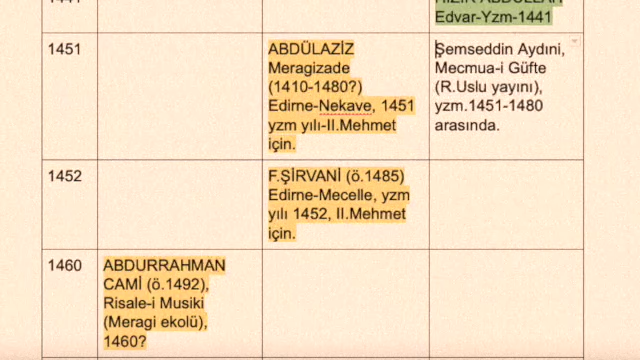 Edvar-Yzm-1441
1451
ABDÜLAZİZ
Meragizade
(1410-1480?)
Edirne-Nekave, 1451
yzm yılı-II.Mehmet
için.
Şemseddin Aydıni,
Mecmua-i Güfte
(R.Uslu yayını),
yzm.1451-1480
arasında.
1452
F.ŞİRVANİ (ö.1485)
Edirne-Mecelle, yzm
yılı 1452, II.Mehmet
için.
1460
ABDURRAHMAN
CAMİ (ö.1492),
Risale-i Musiki
(Meragi ekolü),
1460?